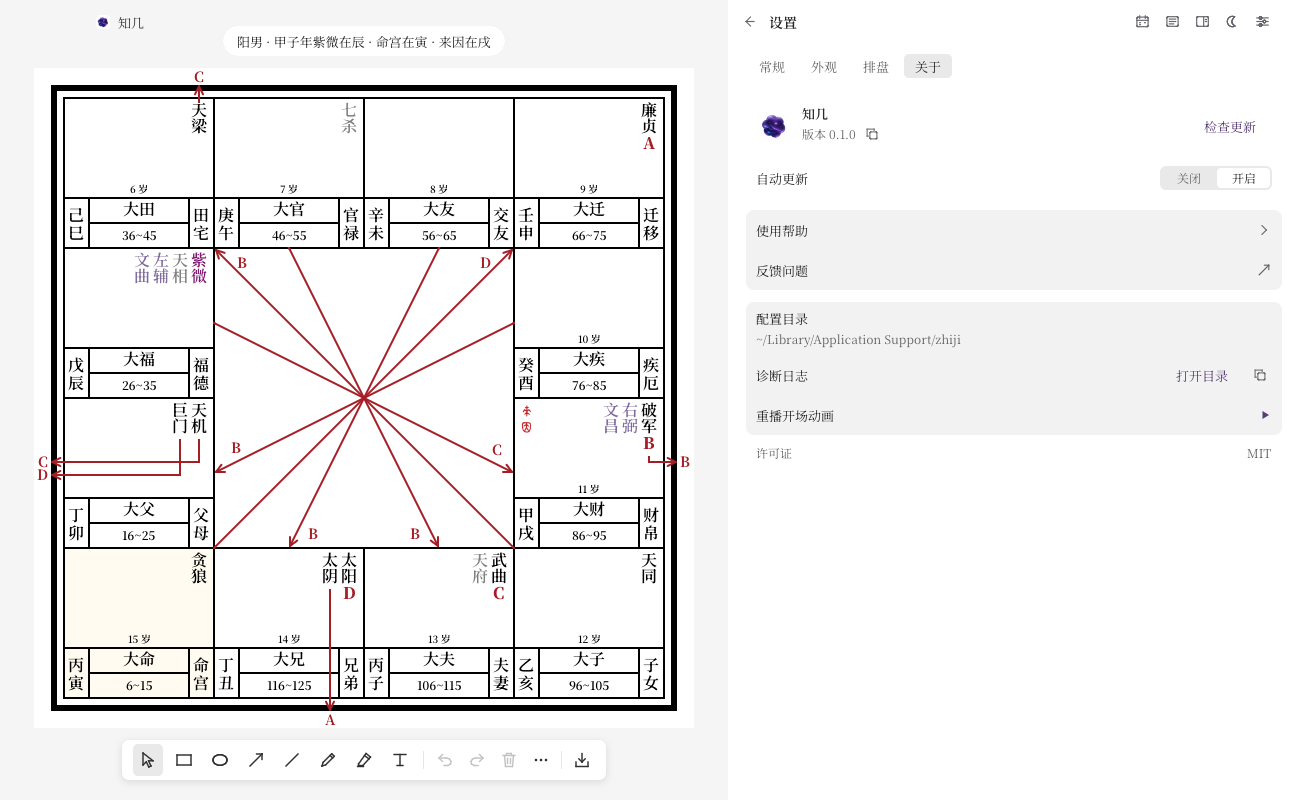 知几
阳男 · 甲子年紫微在辰 · 命宫在寅 · 来因在戌
C
天梁
6 岁
己巳
大田
36~45
田宅
七杀
7 岁
庚午
大官
46~55
官禄
8 岁
辛未
大友
56~65
交友
廉贞
A
9 岁
壬申
大迁
66~75
迁移
文曲
左辅
天相
紫微
戊辰
大福
26~35
福德
B
D
10 岁
癸酉
大疾
76~85
疾厄
巨门
天机
C
D
丁卯
大父
16~25
父母
B
C
B
B
文昌
右弼
破军
B
B
11 岁
甲戌
大财
86~95
财帛
贪狼
15 岁
丙寅
大命
6~15
命宫
太阴
太阳
D
14 岁
丁丑
大兄
116~125
兄弟
A
天府
武曲
C
13 岁
丙子
大夫
106~115
夫妻
天同
12 岁
乙亥
大子
96~105
子女
T
设置
常规
外观
排盘
关于
知几
版本 0.1.0
检查更新
自动更新
关闭
开启
使用帮助
反馈问题
配置目录
~/Library/Application Support/zhiji
诊断日志
打开目录
重播开场动画
许可证
MIT